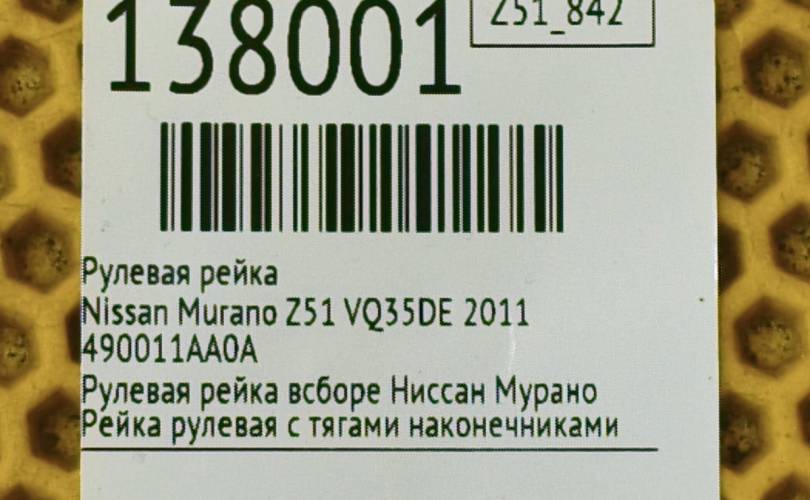 138001
Z51_842
Рулевая рейка
Nissan Murano Z51 VQ35DE 2011
490011AA0A
Рулевая рейка всборе Ниссан Мурано
Рейка рулевая с тягами наконечниками